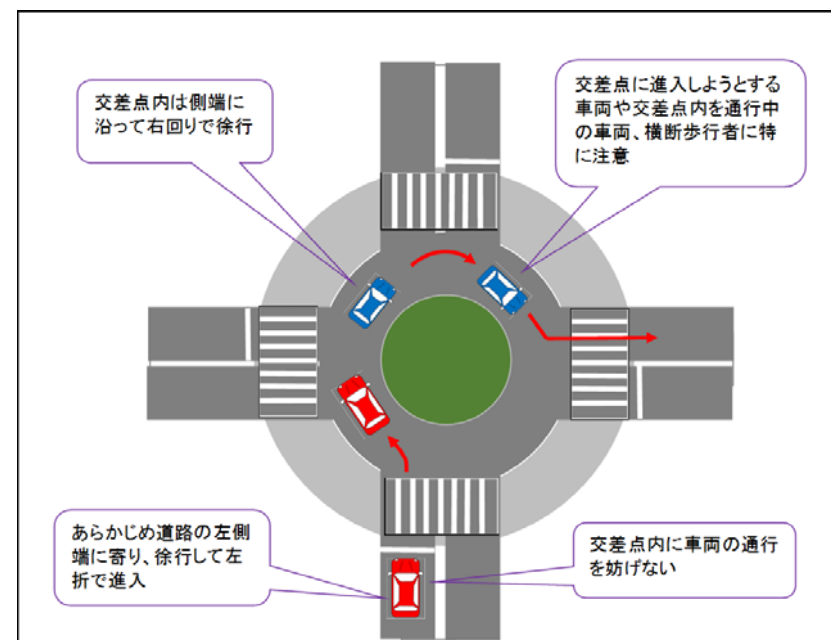 交差点内は側端に
沿って右回りで徐行
交差点に進入しようとする
車両や交差点内を通行中
の車両、横断歩行者に特
に注意
あらかじめ道路の左側
端に寄り、徐行して左
折で進入
交差点内に車両の通行
を妨げない